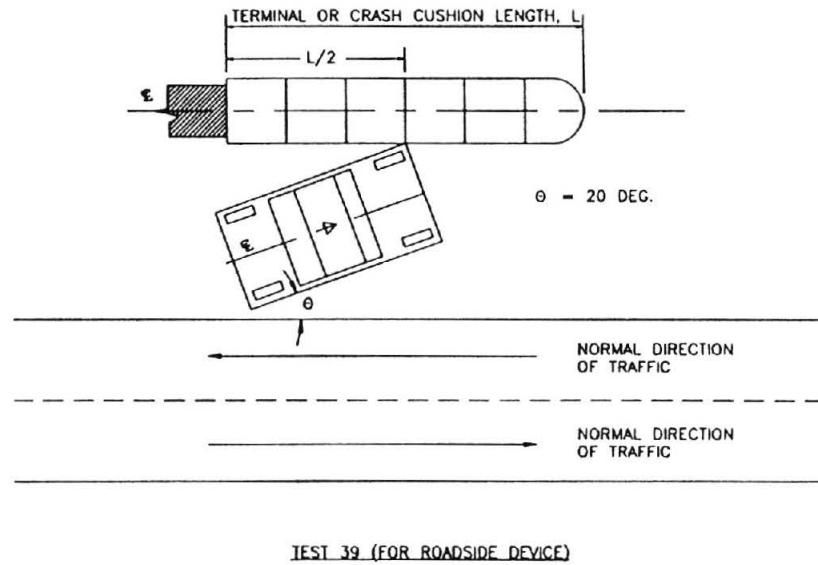 TERMINAL OR CRASH CUSHION LENGTH, L
L/2
℄
Θ = 20 DEG.
℄
Θ
NORMAL DIRECTION
OF TRAFFIC
NORMAL DIRECTION
OF TRAFFIC
TEST 39 (FOR ROADSIDE DEVICE)